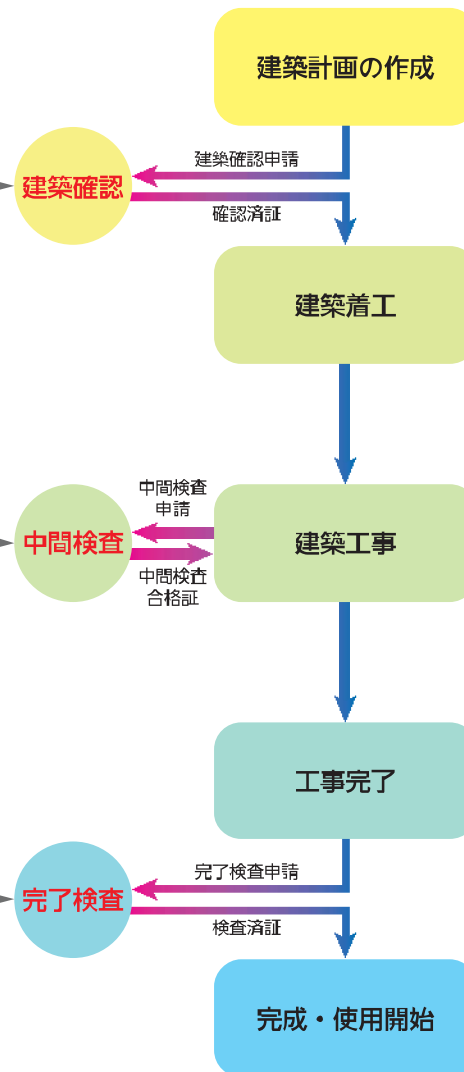 建築計画の作成
建築確認申請
建築確認
確認済証
建築着工
中間検査
申請
中間検査
建築工事
中間検査
合格証
工事完了
完了検査申請
完了検査
検査済証
完成・使用開始